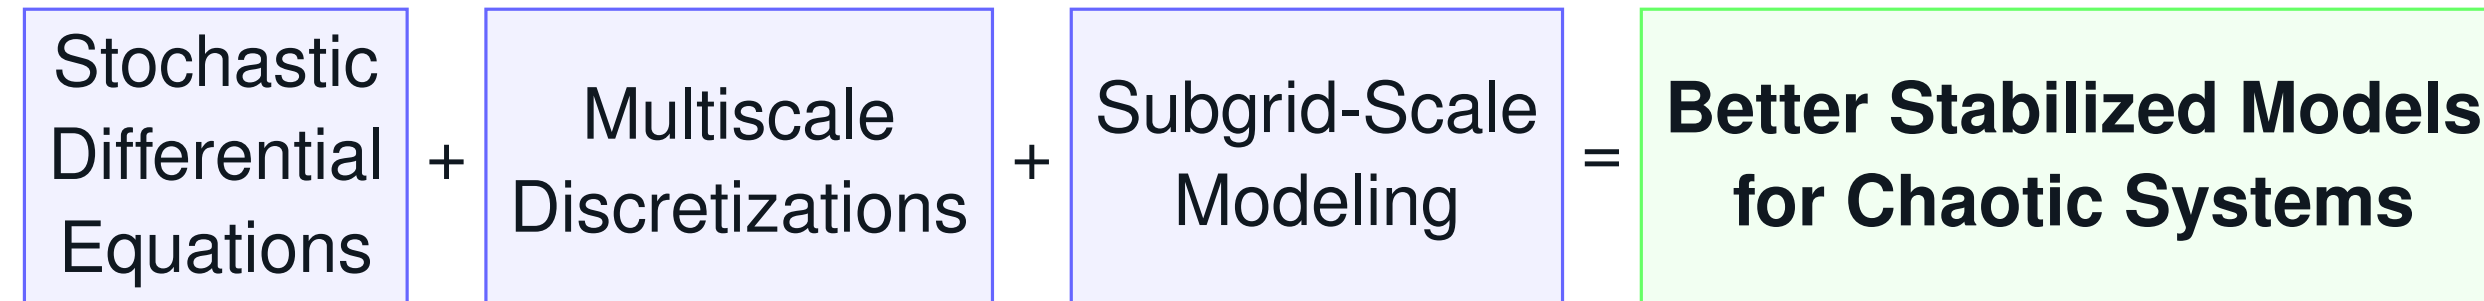 Stochastic
Differential
Equations
+
Multiscale
Discretizations
+
Subgrid-Scale
Modeling
=
Better Stabilized Models
for Chaotic Systems